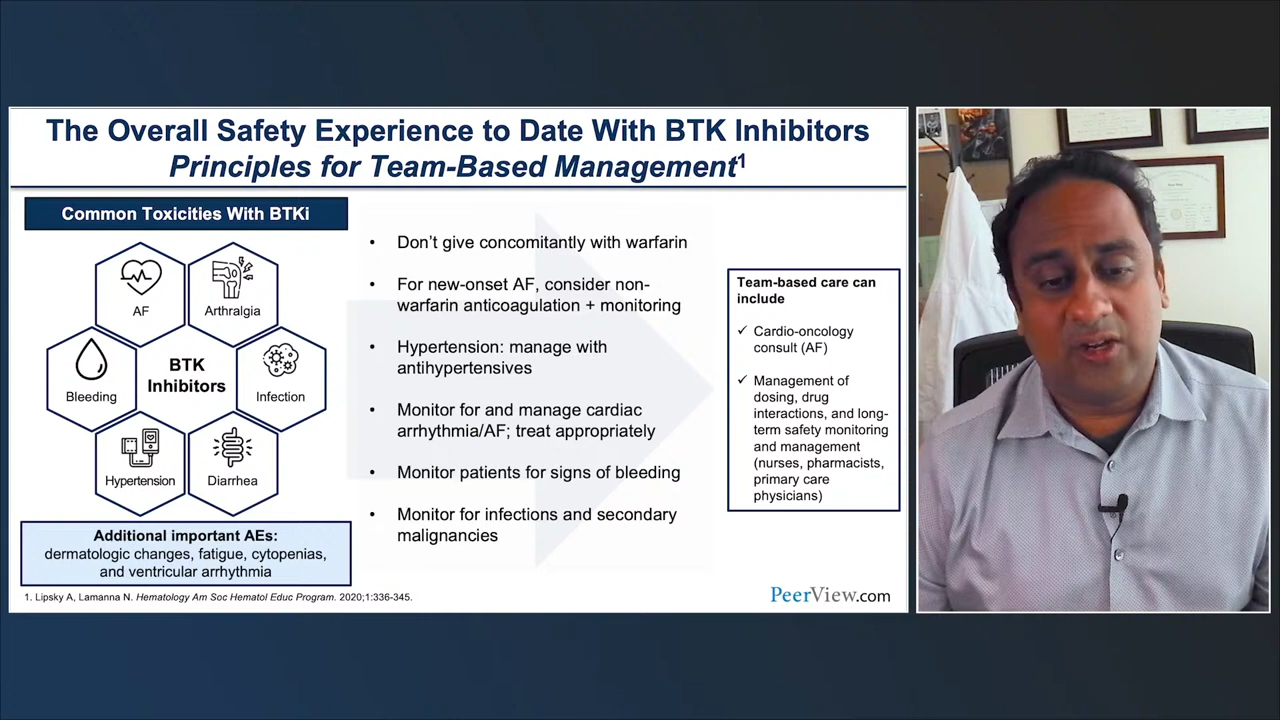 The Overall Safety Experience to Date With BTK Inhibitors
Principles for Team-Based Management1
Common Toxicities With BTKi
AF
Arthralgia
Bleeding
BTK
Inhibitors
Infection
Hypertension
Diarrhea
Additional important AEs:
dermatologic changes, fatigue, cytopenias,
and ventricular arrhythmia
• Don’t give concomitantly with warfarin
• For new-onset AF, consider non-
warfarin anticoagulation + monitoring
• Hypertension: manage with
antihypertensives
• Monitor for and manage cardiac
arrhythmia/AF; treat appropriately
• Monitor patients for signs of bleeding
• Monitor for infections and secondary
malignancies
Team-based care can
include
✓ Cardio-oncology
consult (AF)
✓ Management of
dosing, drug
interactions, and long-
term safety monitoring
and management
(nurses, pharmacists,
primary care
physicians)
1. Lipsky A, Lamanna N. Hematology Am Soc Hematol Educ Program. 2020;1:336-345.
PeerView.com